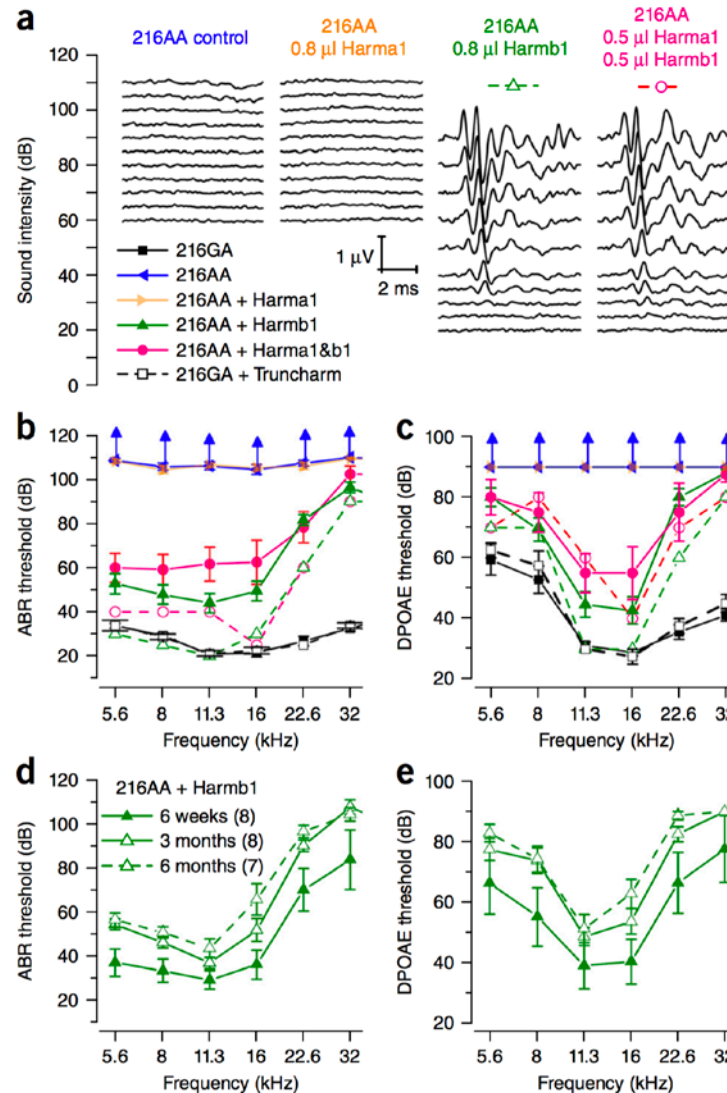 a
216AA control
216AA
0.8 µl Harma1
216AA
0.8 µl Harmb1
216AA
0.5 µl Harma1
0.5 µl Harmb1
Sound intensity (dB)
120
100
80
60
40
20
0
1 µV
2 ms
216GA
216AA
216AA + Harma1
216AA + Harmb1
216AA + Harma1&b1
216GA + Truncharm
b
ABR threshold (dB)
120
100
80
60
40
20
5.6 8 11.3 16 22.6 32
Frequency (kHz)
c
DPOAE threshold (dB)
100
80
60
40
20
5.6 8 11.3 16 22.6 32
Frequency (kHz)
d
216AA + Harmb1
6 weeks (8)
3 months (8)
6 months (7)
ABR threshold (dB)
120
100
80
60
40
20
5.6 8 11.3 16 22.6 32
Frequency (kHz)
e
DPOAE threshold (dB)
100
80
60
40
20
5.6 8 11.3 16 22.6 32
Frequency (kHz)